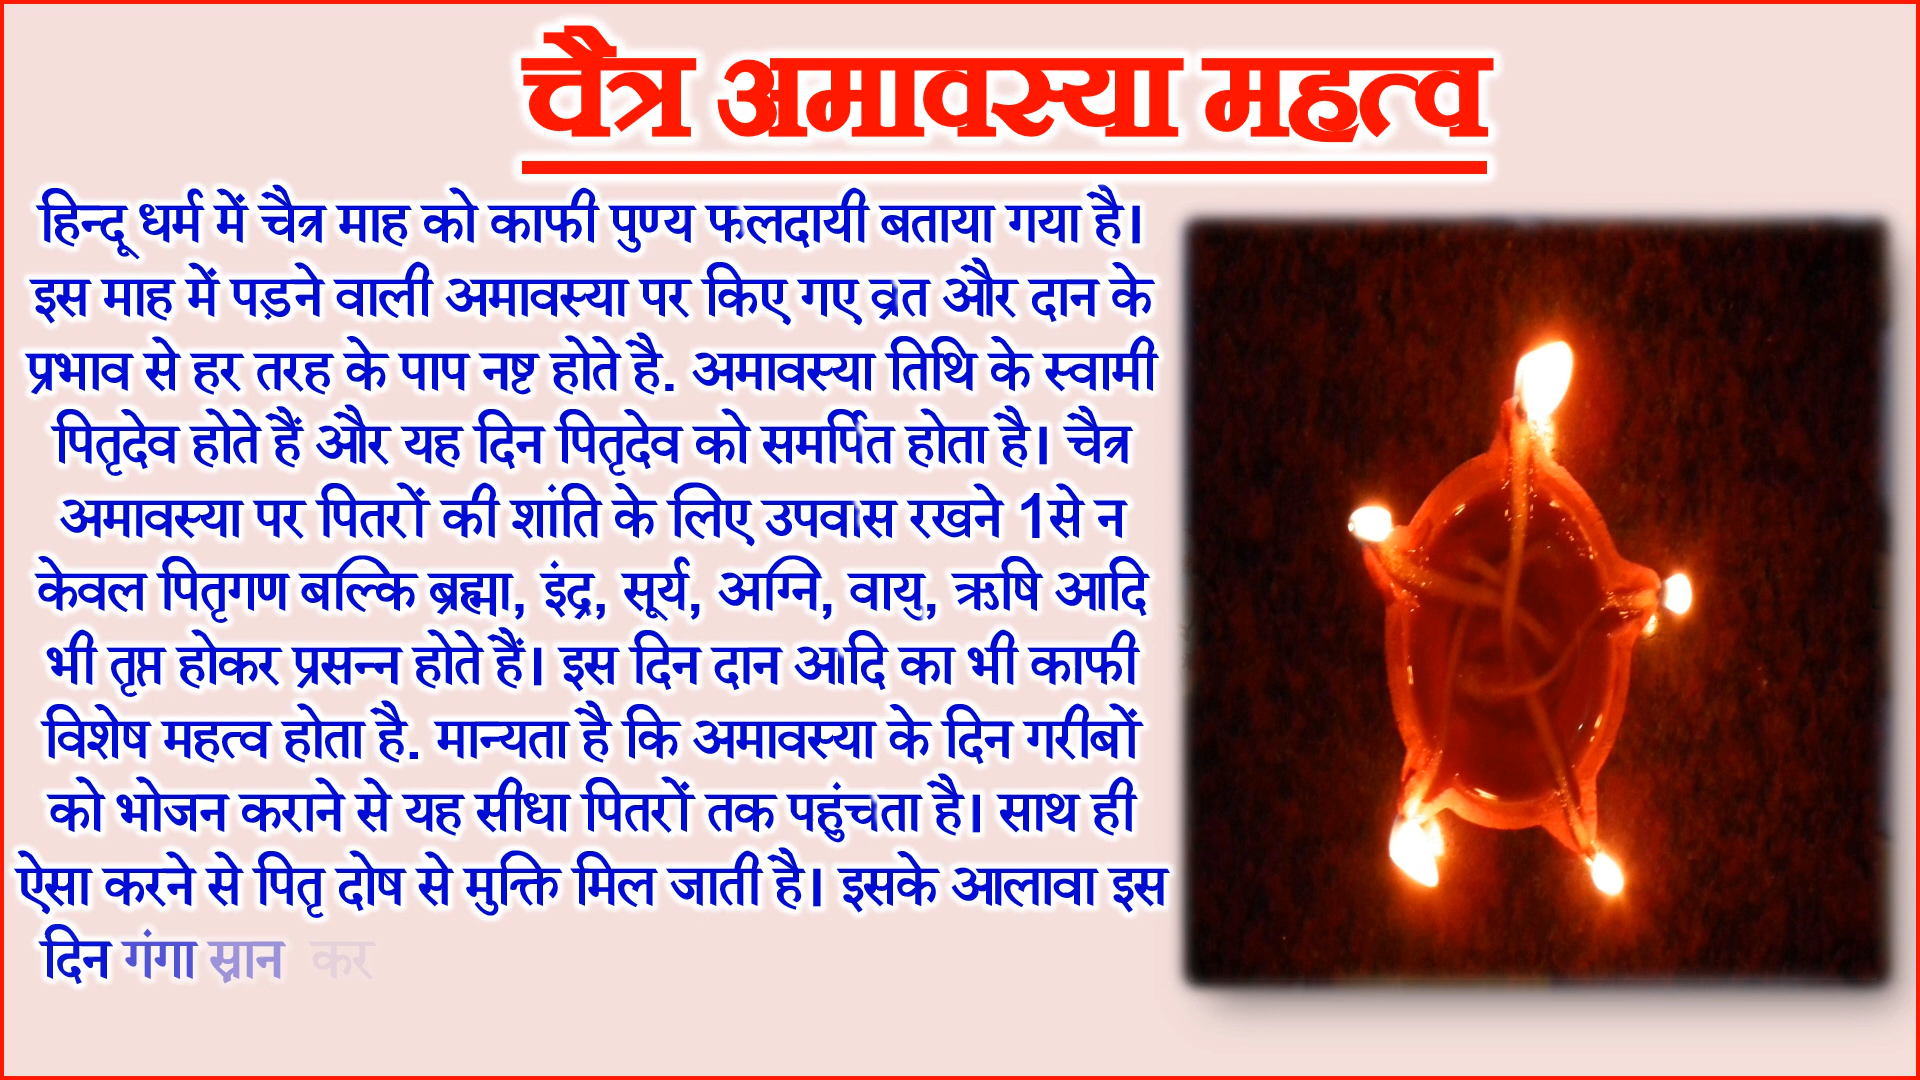 चैत्र अमावस्या महत्व
हिन्दू धर्म में चैत्र माह को काफी पुण्य फलदायी बताया गया है।
इस माह में पड़ने वाली अमावस्या पर किए गए व्रत और दान के
प्रभाव से हर तरह के पाप नष्ट होते है. अमावस्या तिथि के स्वामी
पितृदेव होते हैं और यह दिन पितृदेव को समर्पित होता है। चैत्र
अमावस्या पर पितरों की शांति के लिए उपवास रखने 1से न
केवल पितृगण बल्कि ब्रह्मा, इंद्र, सूर्य, अग्नि, वायु, ऋषि आदि
भी तृप्त होकर प्रसन्न होते हैं। इस दिन दान आदि का भी काफी
विशेष महत्व होता है. मान्यता है कि अमावस्या के दिन गरीबों
को भोजन कराने से यह सीधा पितरों तक पहुंचता है। साथ ही
ऐसा करने से पितृ दोष से मुक्ति मिल जाती है। इसके आलावा इस
दिन गंगा स्नान कर